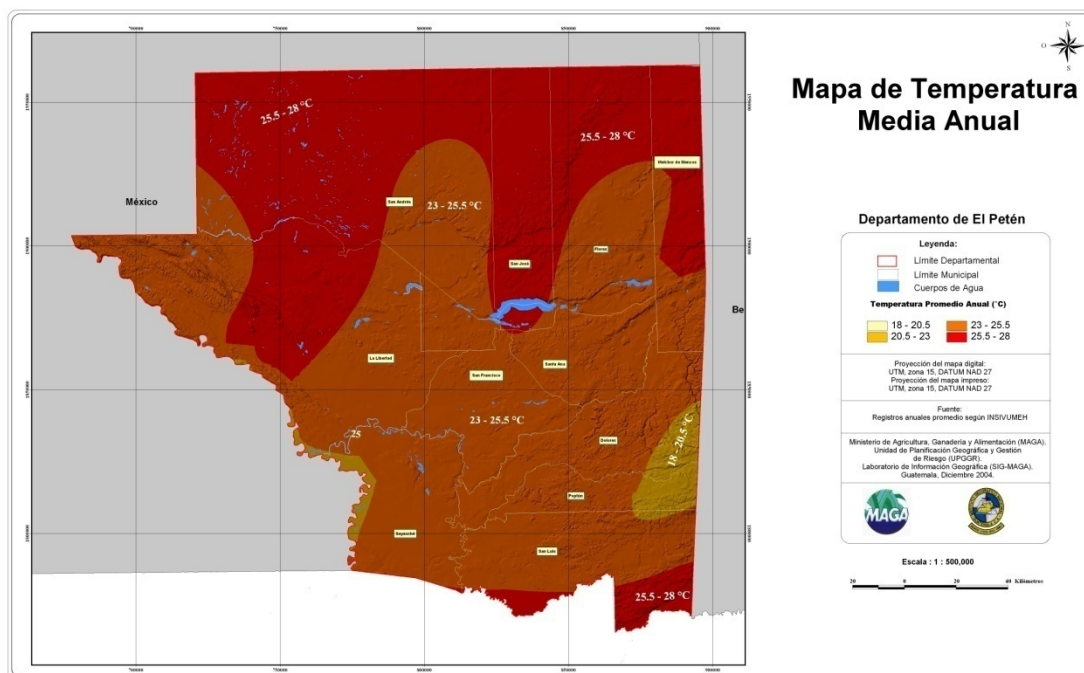 Mapa de Temperatura
Media Anual
N
O
S
México
Be
25.5 - 28 °C
25.5 - 28 °C
Melchor de Mencos
San Andrés
23 - 25.5 °C
Flores
San José
La Libertad
San Francisco
Santa Ana
23 - 25.5 °C
25
Dolores
18 - 20.5 °C
Poptún
Sayaxché
San Luis
25.5 - 28 °C
Departamento de El Petén
Leyenda:
Límite Departamental
Límite Municipal
Cuerpos de Agua
Temperatura Promedio Anual (°C)
18 - 20.5
23 - 25.5
20.5 - 23
25.5 - 28
Proyección del mapa digital:
UTM, zona 15, DATUM NAD 27
Proyección del mapa impreso:
UTM, zona 15, DATUM NAD 27
Fuente:
Registros anuales promedio según INSIVUMEH
Ministerio de Agricultura, Ganadería y Alimentación (MAGA).
Unidad de Planificación Geográfica y Gestión
de Riesgo (UPGGR).
Laboratorio de Información Geográfica (SIG-MAGA).
Guatemala, Diciembre 2004.
MAGA
Escala : 1 : 500,000
20 0 20 40 Kilómetros